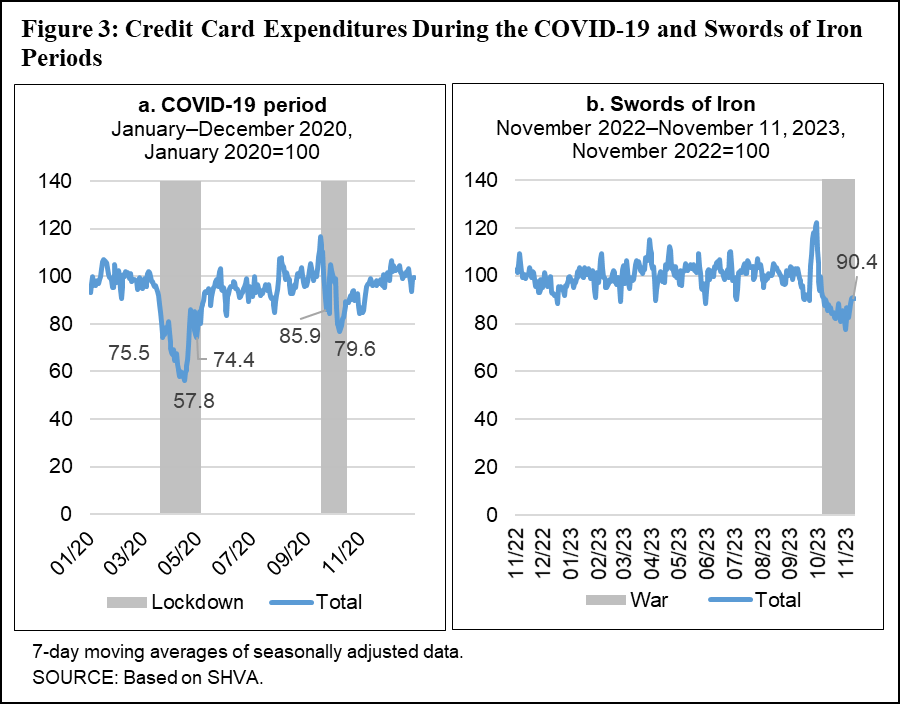 Figure 3: Credit Card Expenditures During the COVID-19 and Swords of Iron
Periods
a. COVID-19 period
January–December 2020,
January 2020=100
140
120
100
80
60
40
20
0
75.5
57.8
74.4
85.9
79.6
01/20
03/20
05/20
07/20
09/20
11/20
Lockdown
Total
b. Swords of Iron
November 2022–November 11, 2023,
November 2022=100
140
120
100
80
60
40
20
0
90.4
11/22
12/22
01/23
02/23
03/23
04/23
05/23
06/23
07/23
08/23
09/23
10/23
11/23
War
Total
7-day moving averages of seasonally adjusted data.
SOURCE: Based on SHVA.